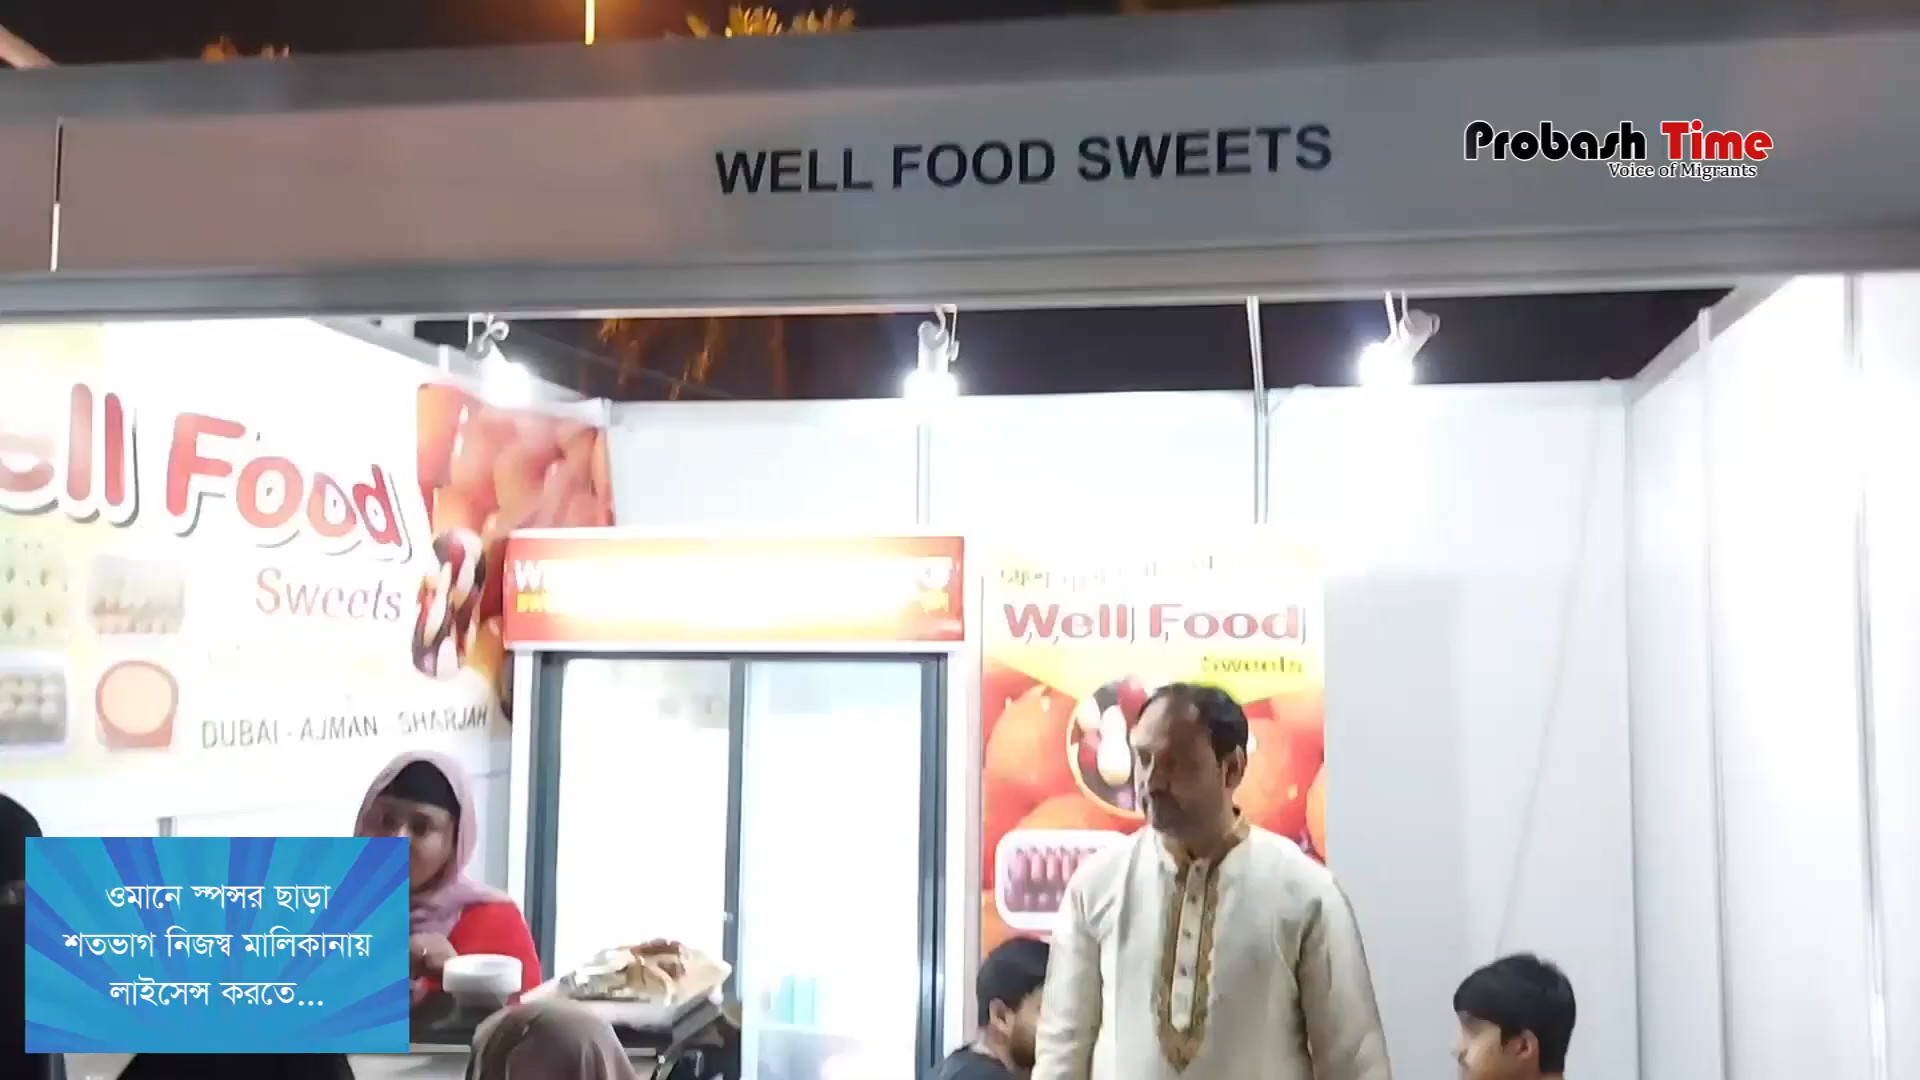 WELL FOOD SWEETS
Probash Time
Voice of Migrants
ell Food
Sweets
DUBAI - AJMAN - SHARJAH
Well Food
Sweets
ওমানে স্পন্সর ছাড়া
শতভাগ নিজস্ব মালিকানায়
লাইসেন্স করতে...